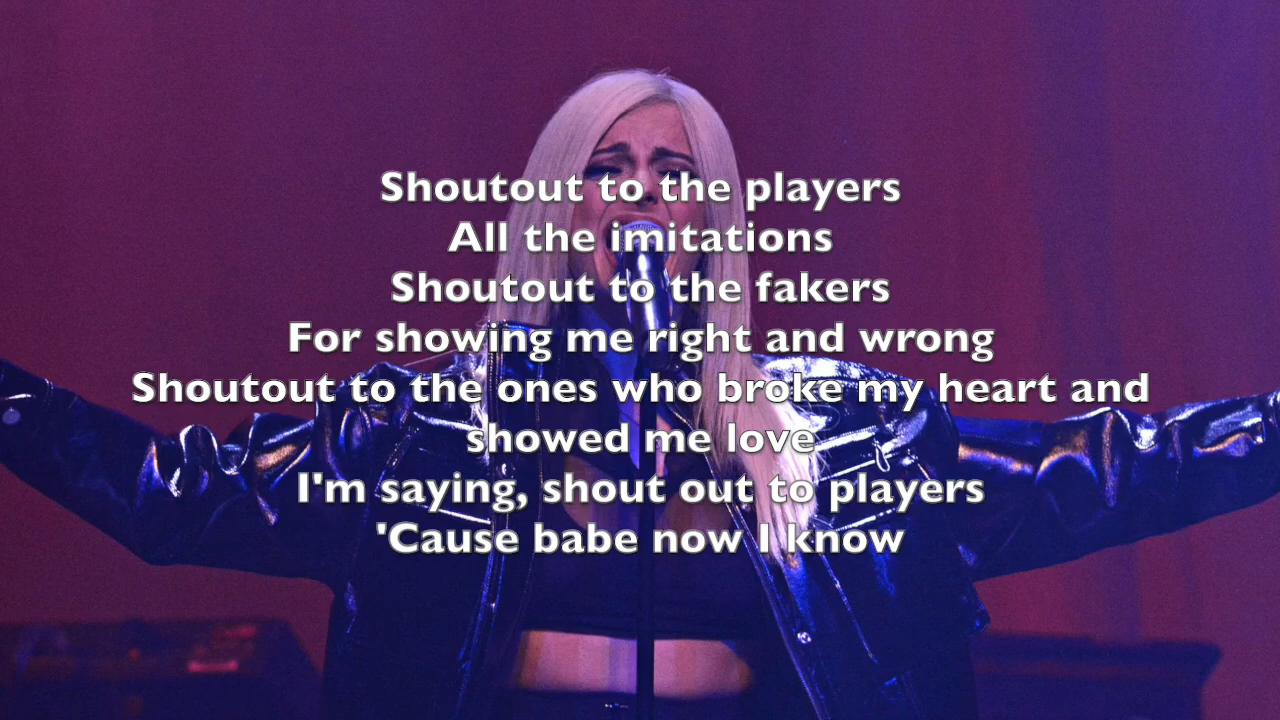 Shoutout to the players
All the imitations
Shoutout to the fakers
For showing me right and wrong
Shoutout to the ones who broke my heart and
showed me love
I'm saying, shout out to players
'Cause babe now I know